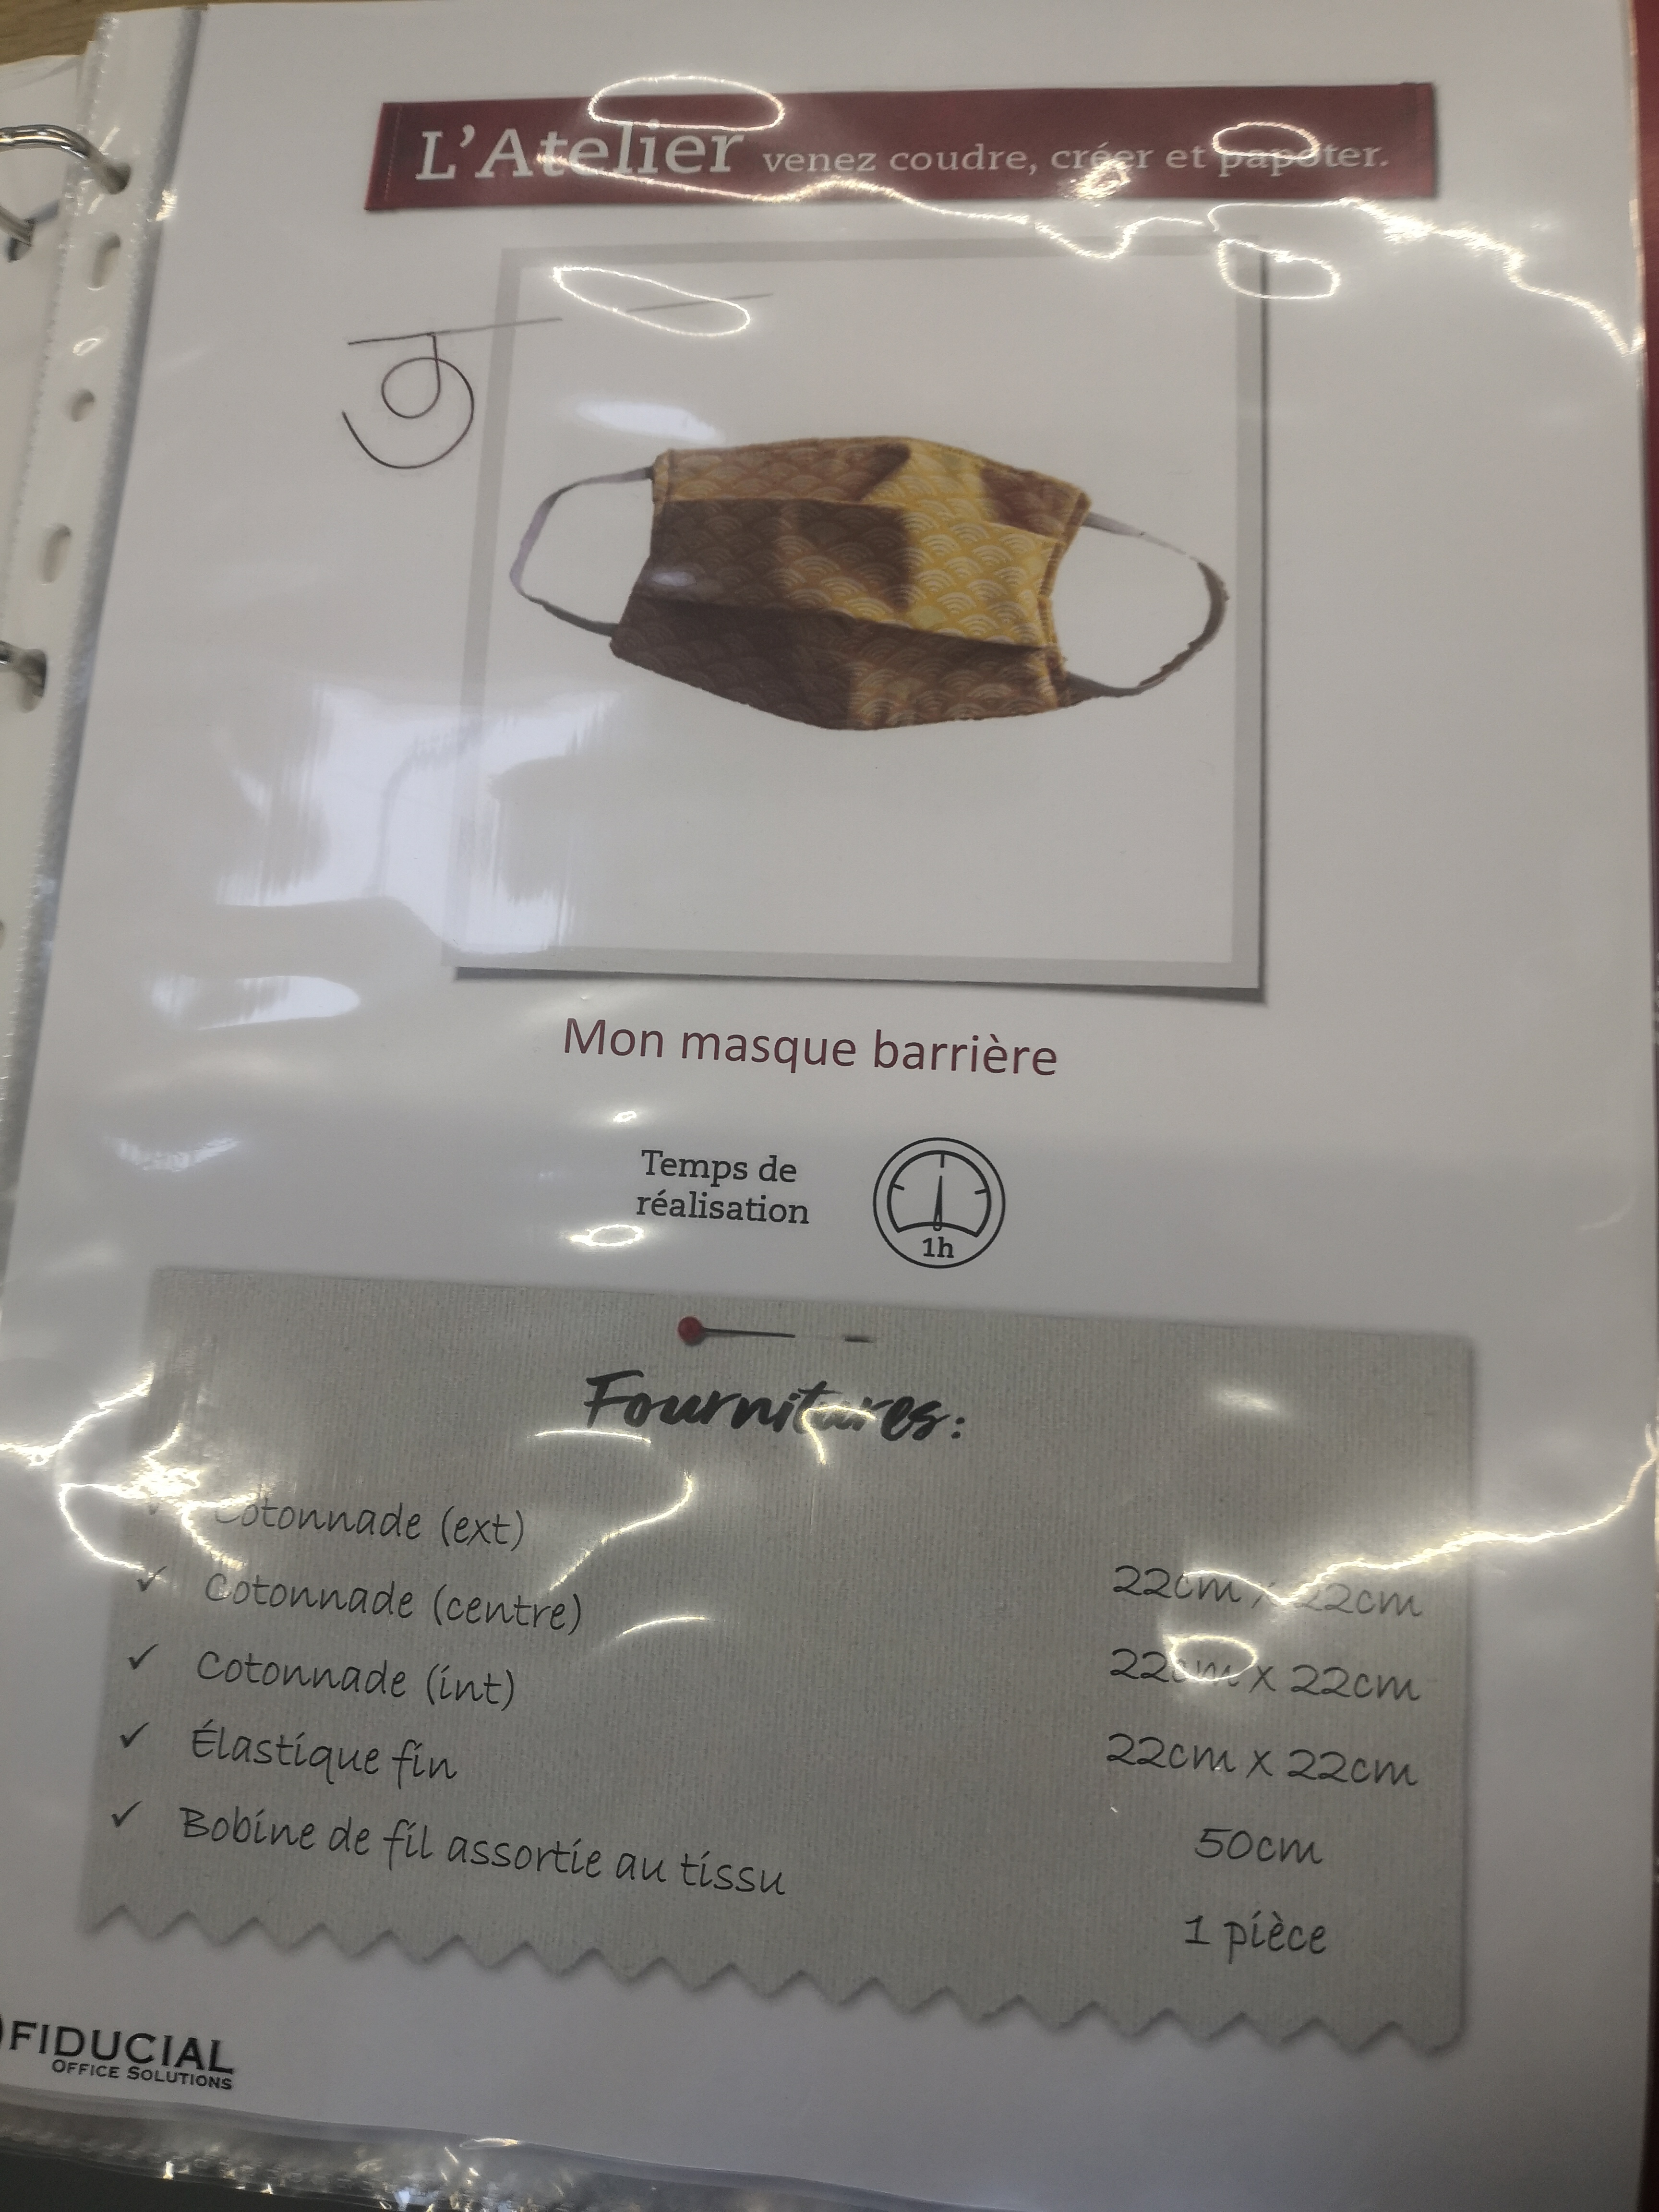 L'Atelier venez coudre, créer et papoter.
Mon masque barrière
Temps de
réalisation
1h
Fournitures:
✓ Cotonnade (ext) 22cm x 22cm
✓ Cotonnade (centre) 22cm x 22cm
✓ Cotonnade (int) 22cm x 22cm
✓ Élastique fin 50cm
✓ Bobine de fil assortie au tissu 1 pièce
FIDUCIAL
OFFICE SOLUTIONS